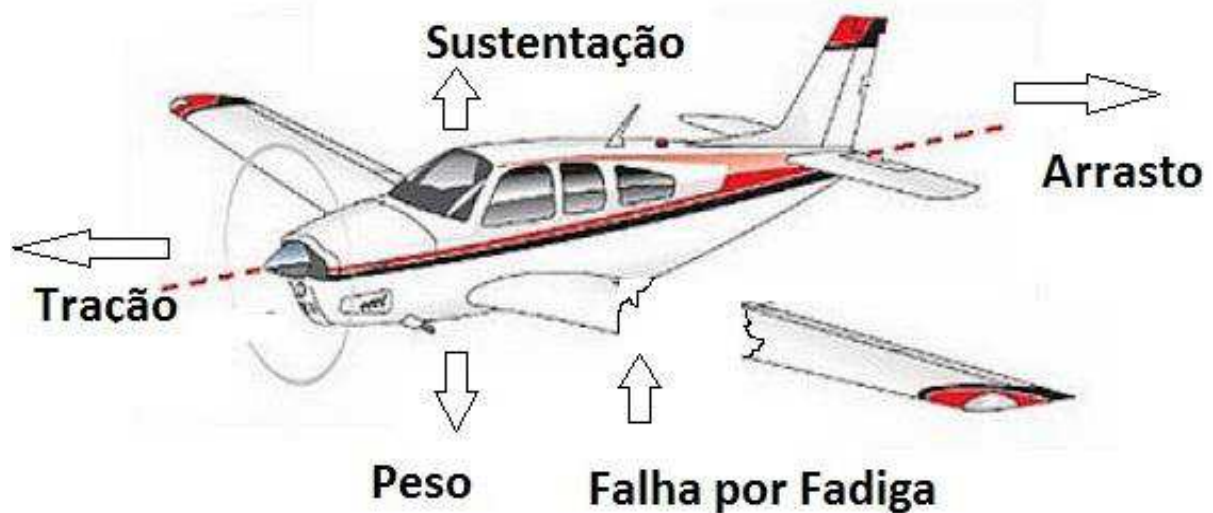 Sustentação
Arrasto
Tração
Peso
Falha por Fadiga